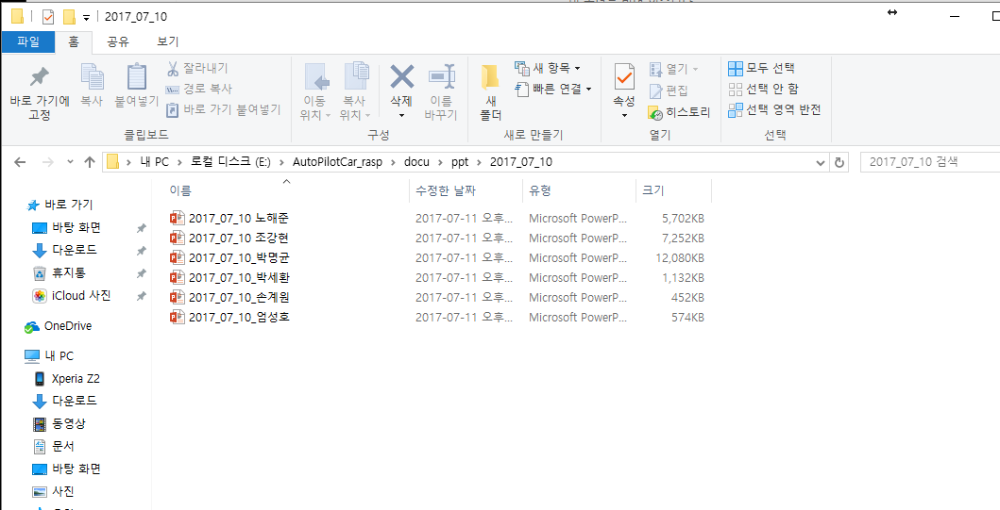 2017_07_10
파일 홈 공유 보기
바로 가기에 고정
복사
붙여넣기
잘라내기
경로 복사
바로 가기 붙여넣기
클립보드
이동 위치
복사 위치
삭제
이름 바꾸기
구성
새 폴더
새 항목
빠른 연결
새로 만들기
속성
열기
편집
히스토리
열기
모두 선택
선택 안 함
선택 영역 반전
선택
내 PC > 로컬 디스크 (E:) > AutoPilotCar_rasp > docu > ppt > 2017_07_10
2017_07_10 검색
바로 가기
바탕 화면
다운로드
휴지통
iCloud 사진
OneDrive
내 PC
Xperia Z2
다운로드
동영상
문서
바탕 화면
사진
이름 수정한 날짜 유형 크기
2017_07_10 노해준 2017-07-11 오후... Microsoft PowerP... 5,702KB
2017_07_10 조강현 2017-07-11 오후... Microsoft PowerP... 7,252KB
2017_07_10_박명균 2017-07-11 오후... Microsoft PowerP... 12,080KB
2017_07_10_박세환 2017-07-11 오후... Microsoft PowerP... 1,132KB
2017_07_10_손계원 2017-07-11 오후... Microsoft PowerP... 452KB
2017_07_10_엄성호 2017-07-11 오후... Microsoft PowerP... 574KB